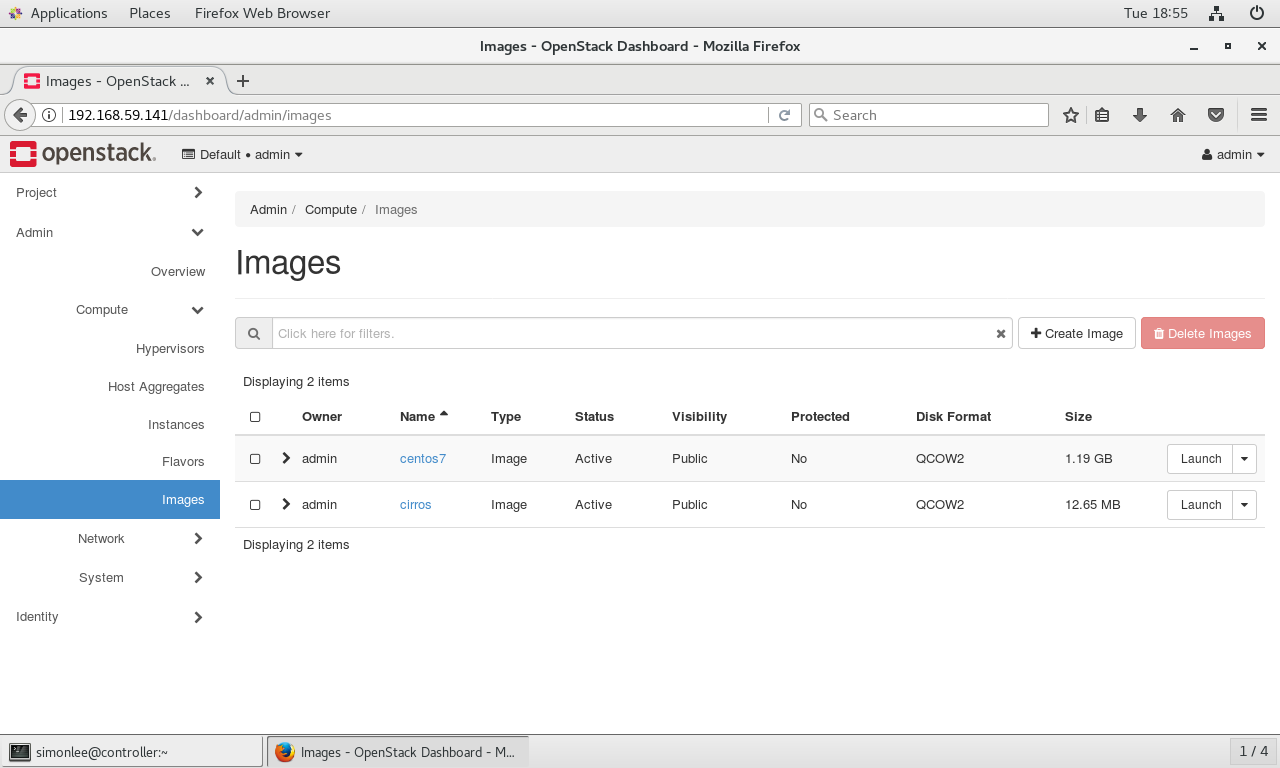 Applications Places Firefox Web Browser Tue 18:55
Images - OpenStack Dashboard - Mozilla Firefox
Images - OpenStack ...
192.168.59.141/dashboard/admin/images Search
openstack. Default • admin admin
Project
Admin
Overview
Compute
Hypervisors
Host Aggregates
Instances
Flavors
Images
Network
System
Identity
Admin / Compute / Images
Images
Click here for filters. Create Image Delete Images
Displaying 2 items
Owner Name Type Status Visibility Protected Disk Format Size
admin centos7 Image Active Public No QCOW2 1.19 GB Launch
admin cirros Image Active Public No QCOW2 12.65 MB Launch
Displaying 2 items
simonlee@controller:~ Images - OpenStack Dashboard - M... 1 / 4